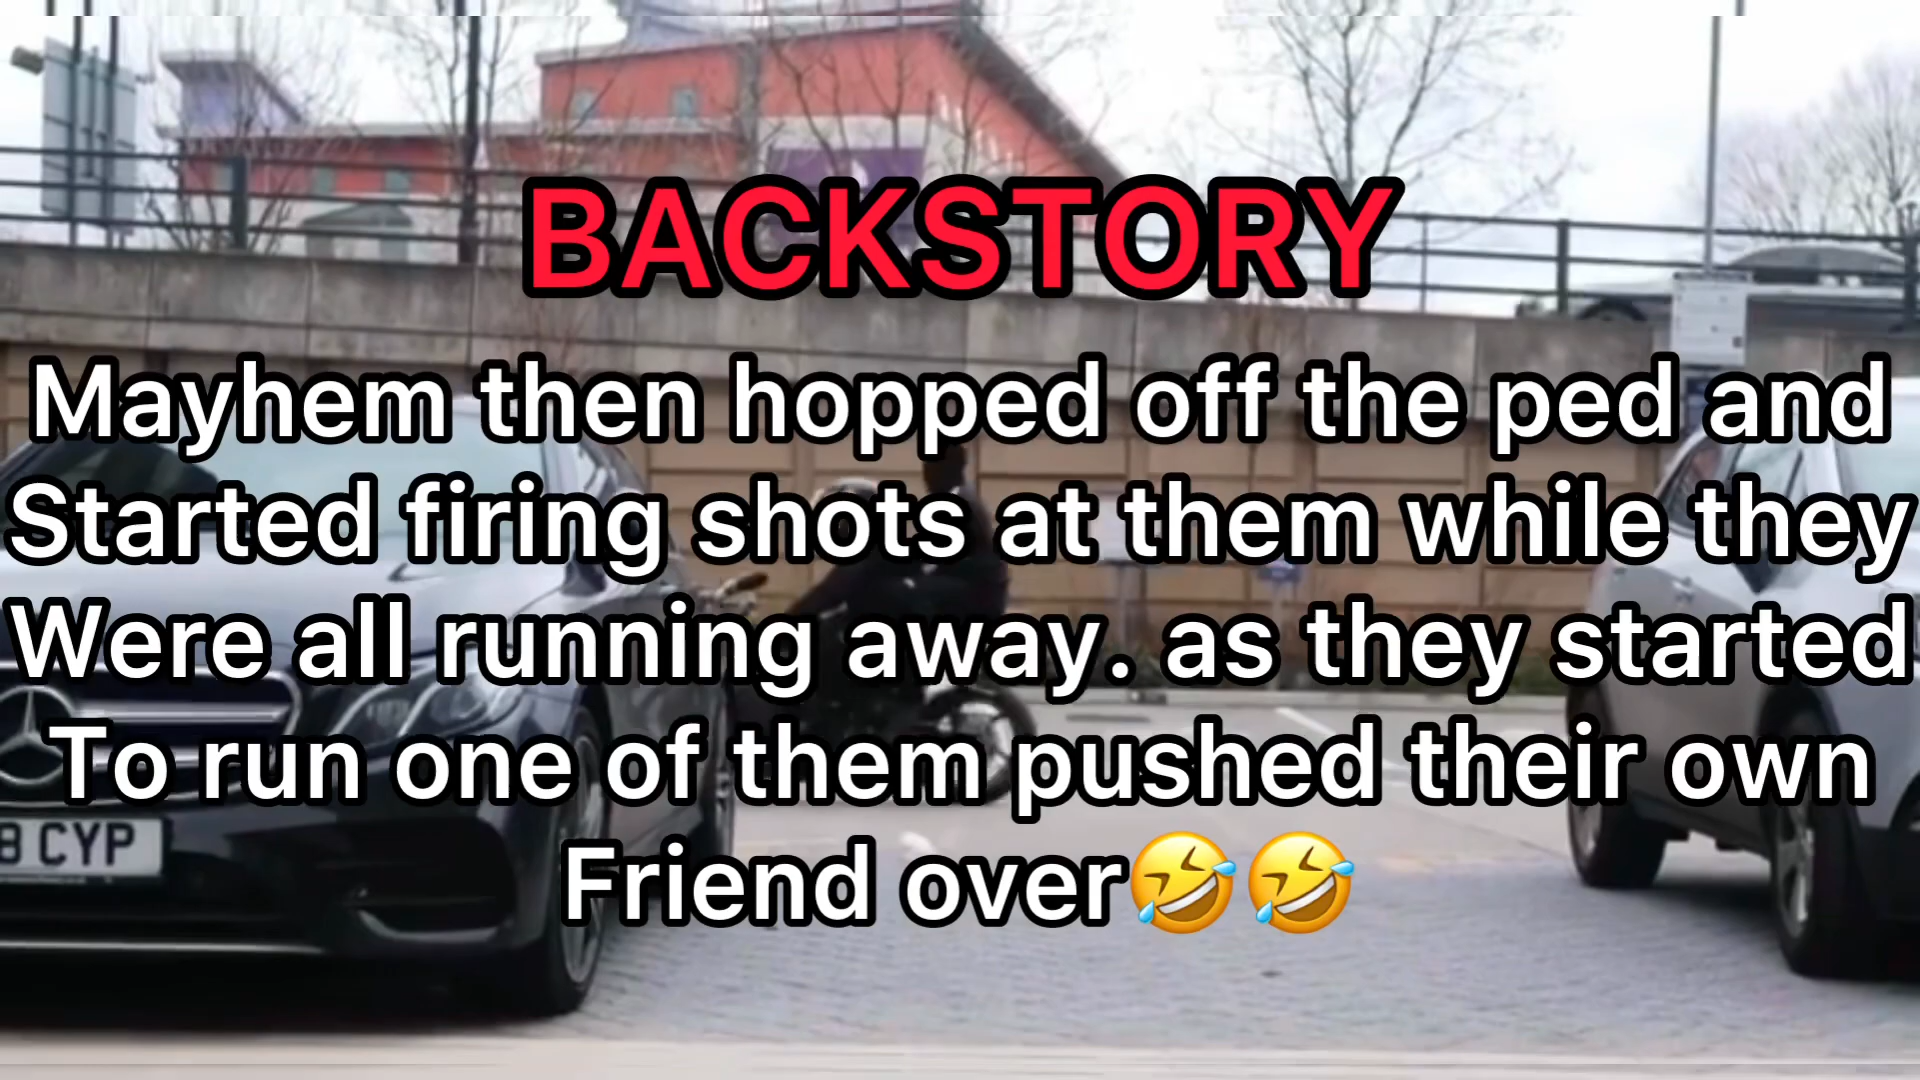 BACKSTORY
Mayhem then hopped off the ped and
Started firing shots at them while they
Were all running away. as they started
To run one of them pushed their own
Friend over🤣🤣
8 CYP